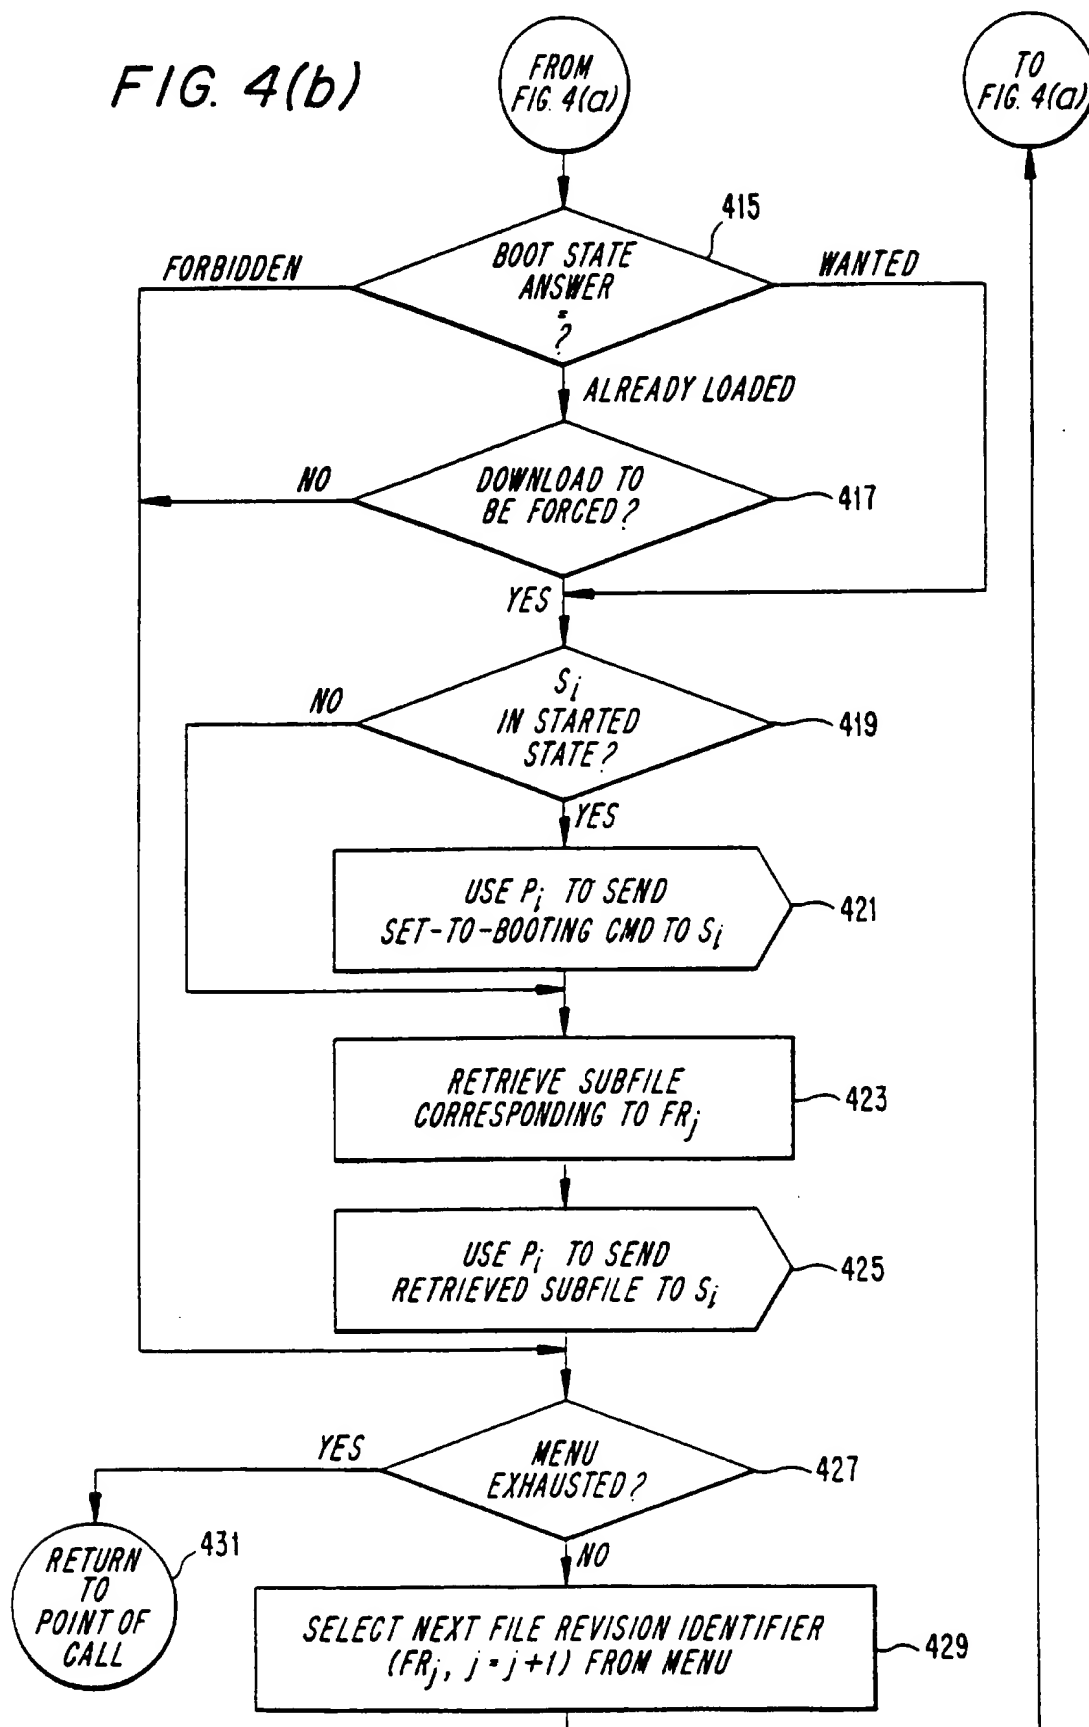 FIG. 4(b)
FROM
FIG. 4(a)
TO
FIG. 4(a)
415
BOOT STATE
ANSWER
=
?
FORBIDDEN
WANTED
ALREADY LOADED
DOWNLOAD TO
BE FORCED?
417
NO
YES
Si
IN STARTED
STATE?
419
NO
YES
USE Pi TO SEND
SET-TO-BOOTING CMD TO Si
421
RETRIEVE SUBFILE
CORRESPONDING TO FRj
423
USE Pi TO SEND
RETRIEVED SUBFILE TO Si
425
MENU
EXHAUSTED?
427
YES
NO
RETURN
TO
POINT OF
CALL
431
SELECT NEXT FILE REVISION IDENTIFIER
(FRj, j=j+1) FROM MENU
429